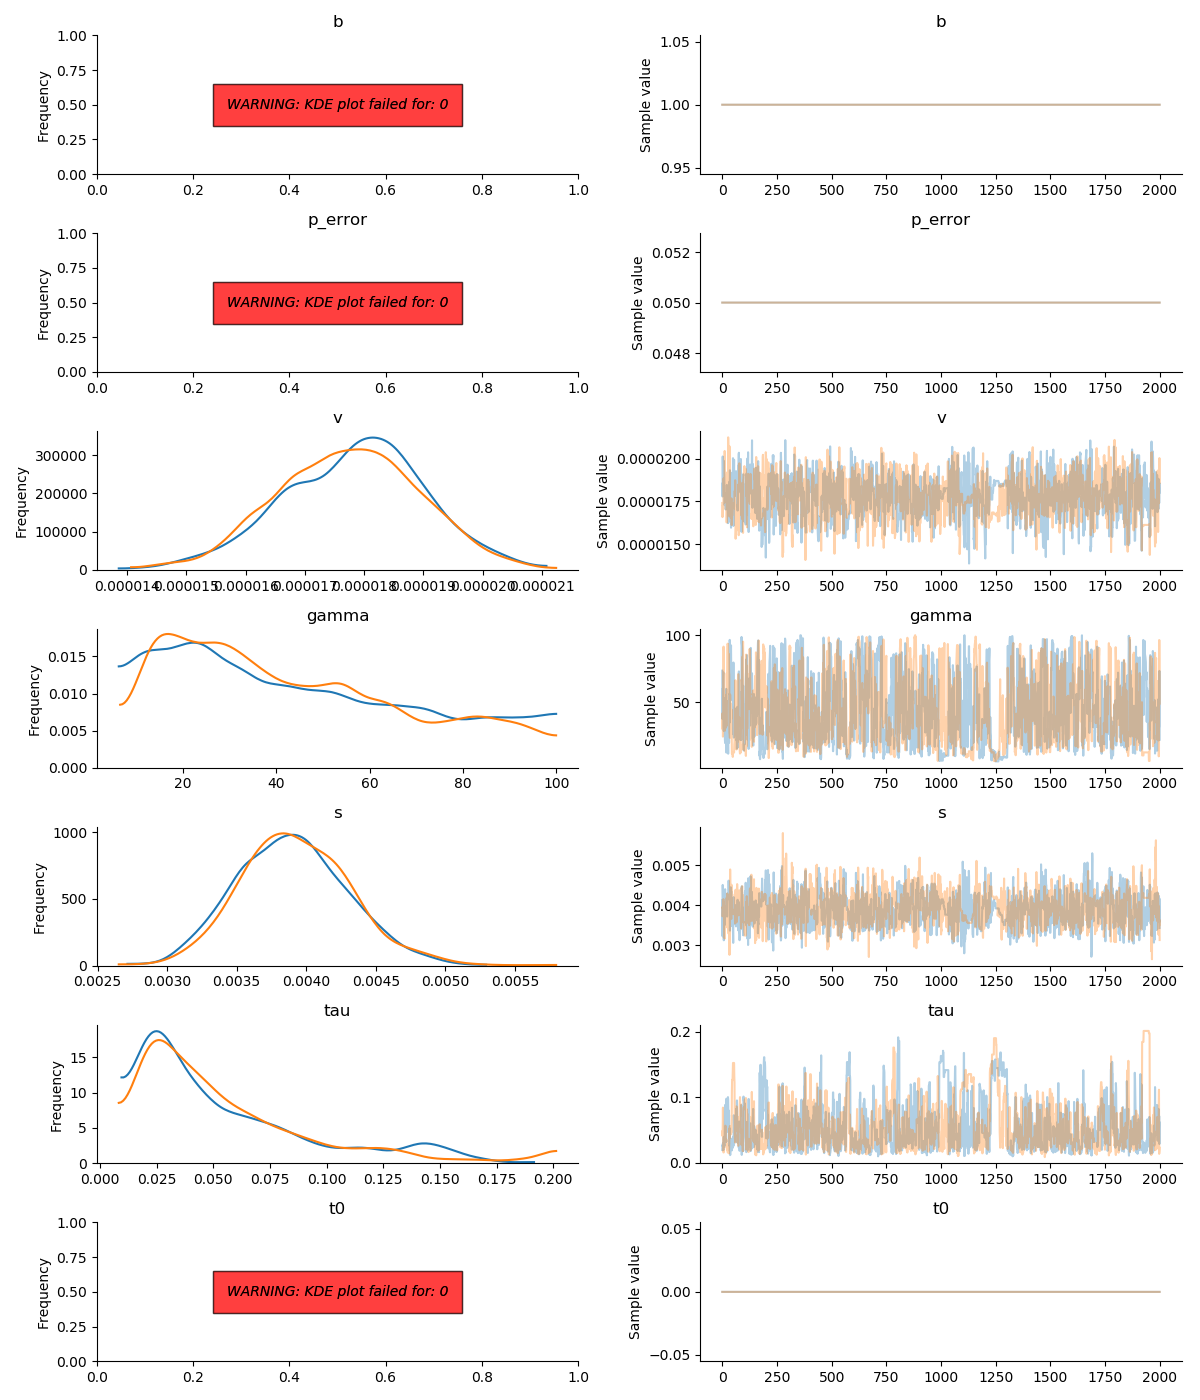 b
1.00
0.75
0.50
0.25
0.00
Frequency
WARNING: KDE plot failed for: 0
0.0 0.2 0.4 0.6 0.8 1.0
b
1.05
1.00
0.95
Sample value
0 250 500 750 1000 1250 1500 1750 2000
p_error
1.00
0.75
0.50
0.25
0.00
Frequency
WARNING: KDE plot failed for: 0
0.0 0.2 0.4 0.6 0.8 1.0
p_error
0.052
0.050
0.048
Sample value
0 250 500 750 1000 1250 1500 1750 2000
v
300000
200000
100000
0
Frequency
0.000014 0.000015 0.000016 0.000017 0.000018 0.000019 0.000020 0.000021
v
0.0000200
0.0000175
0.0000150
Sample value
0 250 500 750 1000 1250 1500 1750 2000
gamma
0.015
0.010
0.005
0.000
Frequency
20 40 60 80 100
gamma
100
50
Sample value
0 250 500 750 1000 1250 1500 1750 2000
s
1000
500
0
Frequency
0.0025 0.0030 0.0035 0.0040 0.0045 0.0050 0.0055
s
0.005
0.004
0.003
Sample value
0 250 500 750 1000 1250 1500 1750 2000
tau
15
10
5
0
Frequency
0.000 0.025 0.050 0.075 0.100 0.125 0.150 0.175 0.200
tau
0.2
0.1
0.0
Sample value
0 250 500 750 1000 1250 1500 1750 2000
t0
1.00
0.75
0.50
0.25
0.00
Frequency
WARNING: KDE plot failed for: 0
0.0 0.2 0.4 0.6 0.8 1.0
t0
0.05
0.00
−0.05
Sample value
0 250 500 750 1000 1250 1500 1750 2000